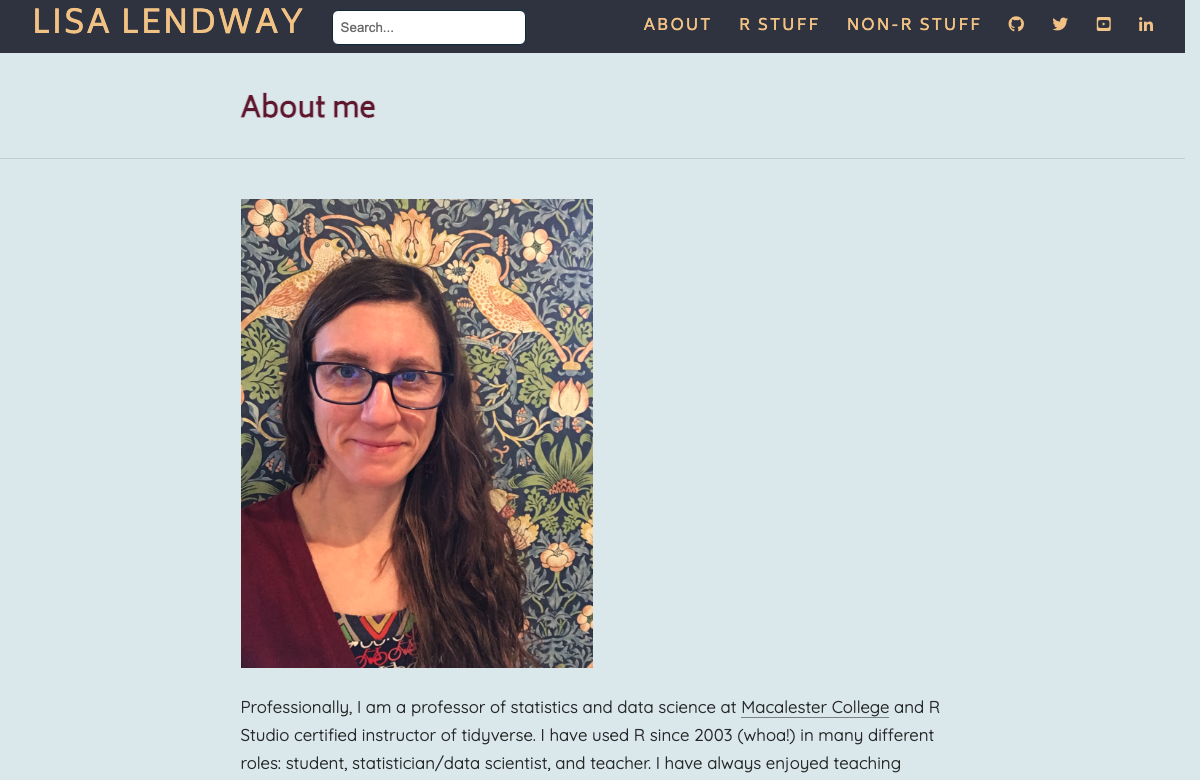 LISA LENDWAY
Search...
ABOUT
R STUFF
NON-R STUFF
About me
Professionally, I am a professor of statistics and data science at Macalester College and R
Studio certified instructor of tidyverse. I have used R since 2003 (whoa!) in many different
roles: student, statistician/data scientist, and teacher. I have always enjoyed teaching